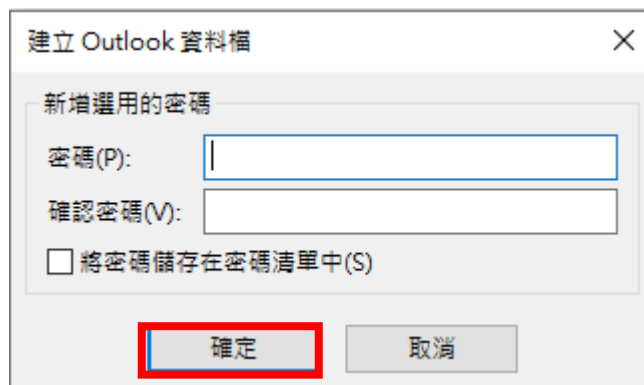 建立 Outlook 資料檔
新增選用的密碼
密碼(P):
確認密碼(V):
將密碼儲存在密碼清單中(S)
確定 取消